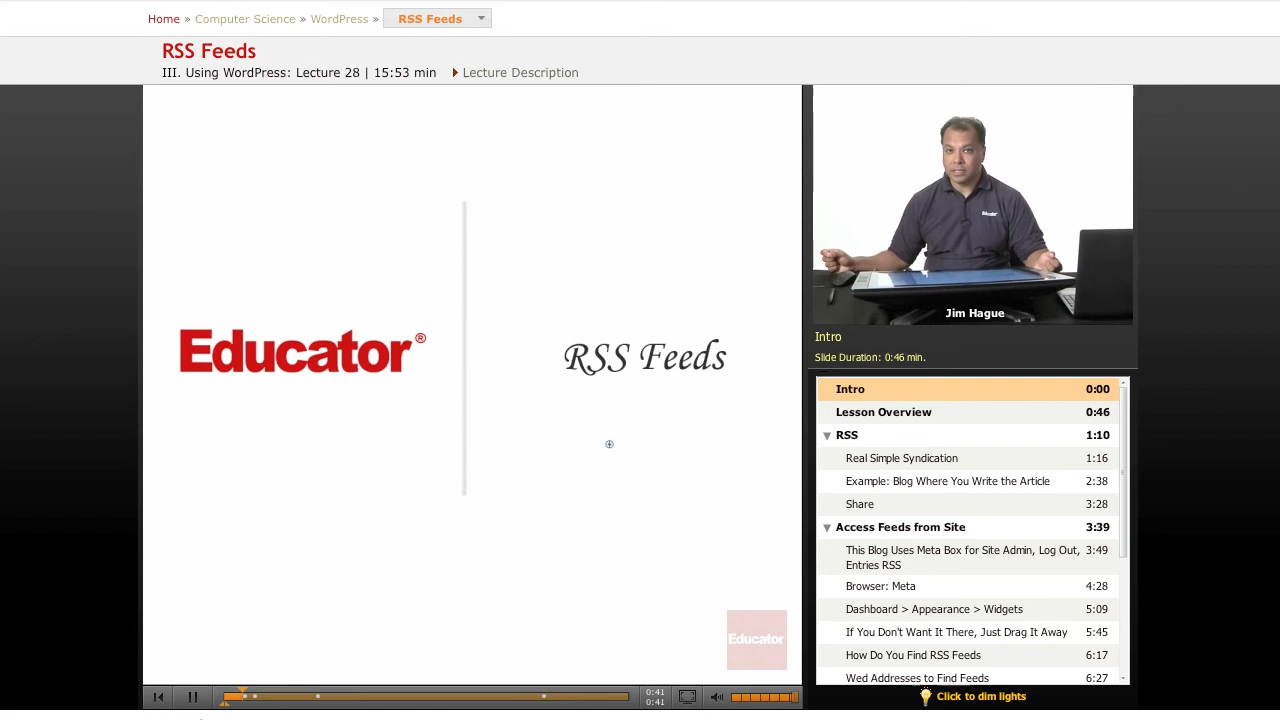 Home » Computer Science » WordPress » RSS Feeds
RSS Feeds
III. Using WordPress: Lecture 28 | 15:53 min Lecture Description
Educator®
RSS Feeds
Educator
Educator
Jim Hague
Intro
Slide Duration: 0:46 min.
Intro 0:00
Lesson Overview 0:46
RSS 1:10
Real Simple Syndication 1:16
Example: Blog Where You Write the Article 2:38
Share 3:28
Access Feeds from Site 3:39
This Blog Uses Meta Box for Site Admin, Log Out, 3:49
Entries RSS
Browser: Meta 4:28
Dashboard > Appearance > Widgets 5:09
If You Don't Want It There, Just Drag It Away 5:45
How Do You Find RSS Feeds 6:17
Wed Addresses to Find Feeds 6:27
0:41
0:41
Click to dim lights